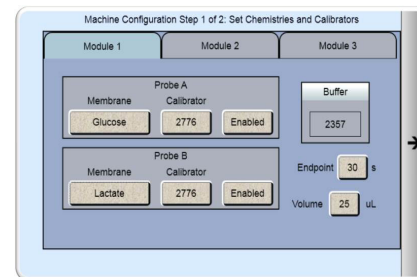 Machine Configuration Step 1 of 2: Set Chemistries and Calibrators
Module 1 Module 2 Module 3
Probe A
Membrane Calibrator
Glucose 2776 Enabled
Buffer
2357
Probe B
Membrane Calibrator
Lactate 2776 Enabled
Endpoint 30 s
Volume 25 uL